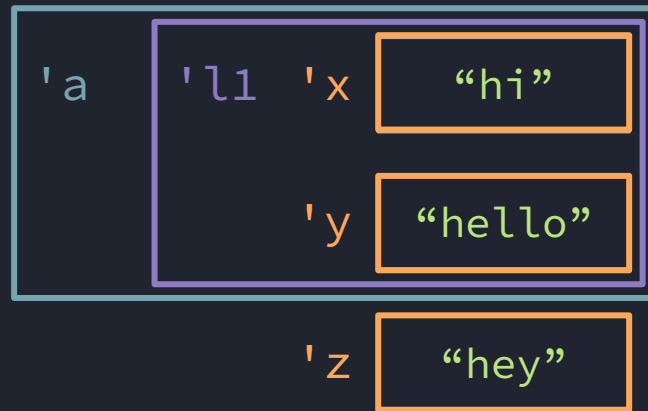 'a 'l1 'x “hi”
'y “hello”
'z “hey”